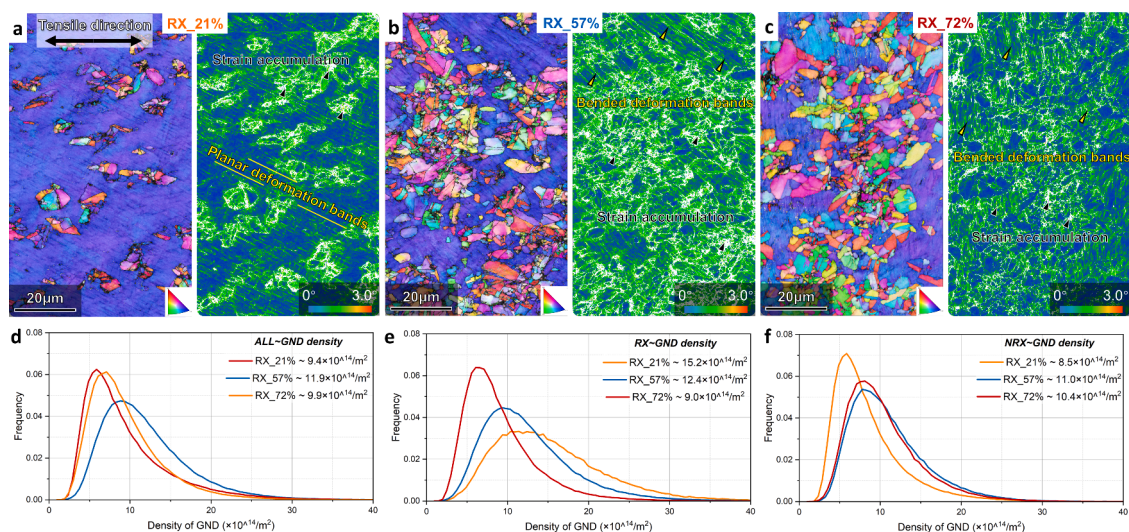 a
Tensile direction
RX_21%
Strain accumulation
Planar deformation bands
20μm
0° 3.0°
b
RX_57%
Bended deformation bands
Strain accumulation
20μm
0° 3.0°
c
RX_72%
Bended deformation bands
Strain accumulation
20μm
0° 3.0°
d
ALL~GND density
RX_21% ~ 9.4×10^14/m²
RX_57% ~ 11.9×10^14/m²
RX_72% ~ 9.9×10^14/m²
Frequency
0.08
0.06
0.04
0.02
0.00
0 10 20 30 40
Density of GND (×10^14/m²)
e
RX~GND density
RX_21% ~ 15.2×10^14/m²
RX_57% ~ 12.4×10^14/m²
RX_72% ~ 9.0×10^14/m²
Frequency
0.08
0.06
0.04
0.02
0.00
0 10 20 30 40
Density of GND (×10^14/m²)
f
NRX~GND density
RX_21% ~ 8.5×10^14/m²
RX_57% ~ 11.0×10^14/m²
RX_72% ~ 10.4×10^14/m²
Frequency
0.08
0.06
0.04
0.02
0.00
0 10 20 30 40
Density of GND (×10^14/m²)